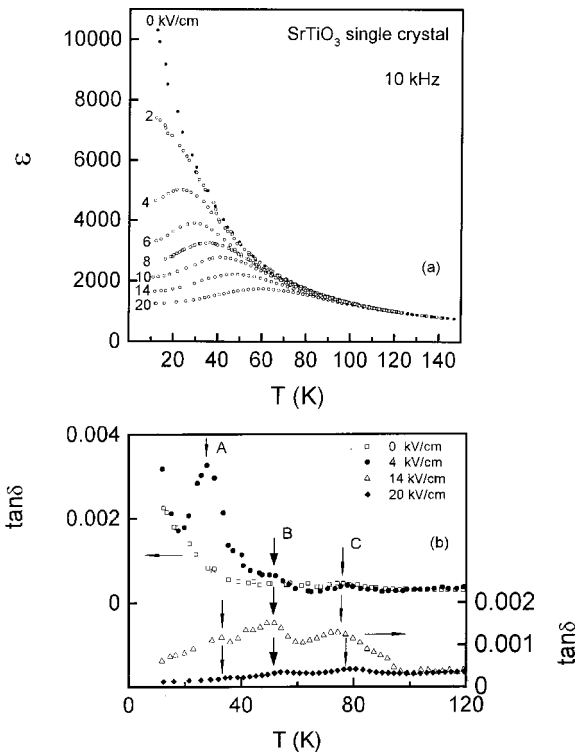 0 kV/cm
SrTiO₃ single crystal
10 kHz
10000
8000
6000
4000
2000
0
ε
2
4
6
8
10
14
20
(a)
20 40 60 80 100 120 140
T (K)
0.004
0.002
0
tanδ
A
B
C
0 kV/cm
4 kV/cm
14 kV/cm
20 kV/cm
(b)
0.002
0.001
0
tanδ
0 40 80 120
T (K)